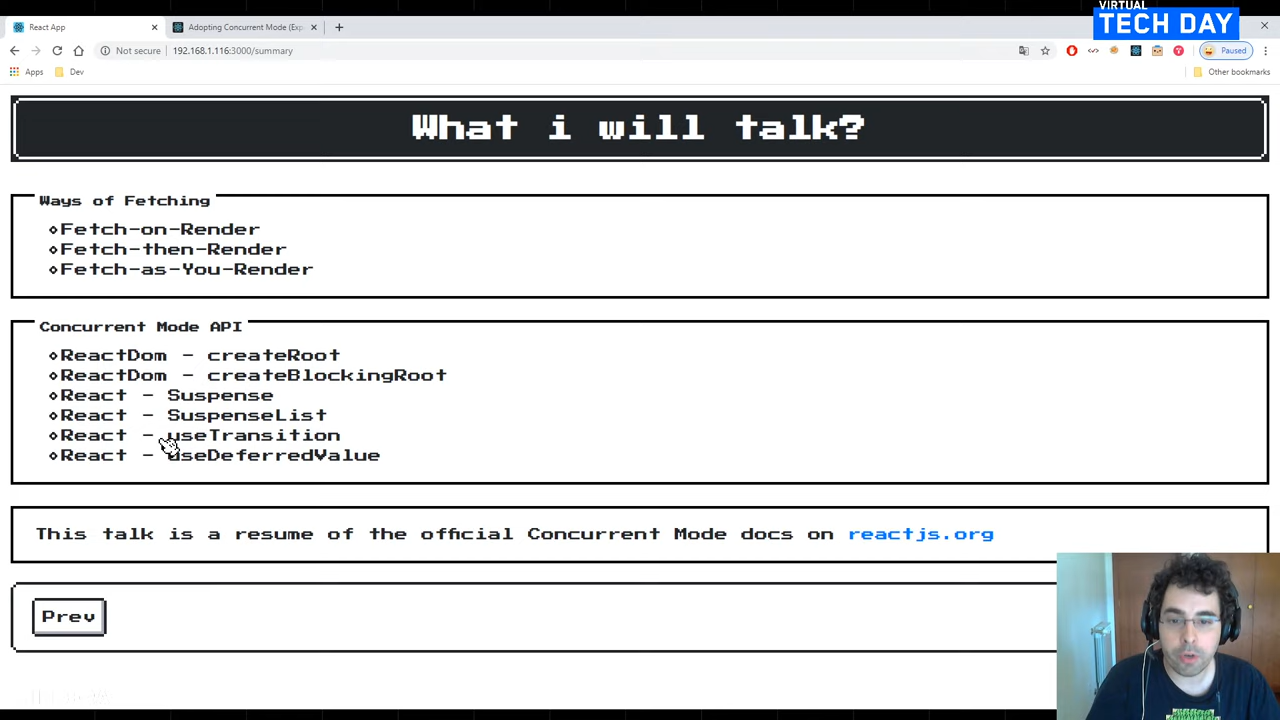 VIRTUAL
TECH DAY
React App
Adopting Concurrent Mode (Exp
Not secure
192.168.1.116:3000/summary
Paused
Apps
Dev
Other bookmarks
What i will talk?
Ways of Fetching
Fetch-on-Render
Fetch-then-Render
Fetch-as-You-Render
Concurrent Mode API
ReactDom - createRoot
ReactDom - createBlockingRoot
React - Suspense
React - SuspenseList
React - useTransition
React - useDeferredValue
This talk is a resume of the official Concurrent Mode docs on reactjs.org
Prev